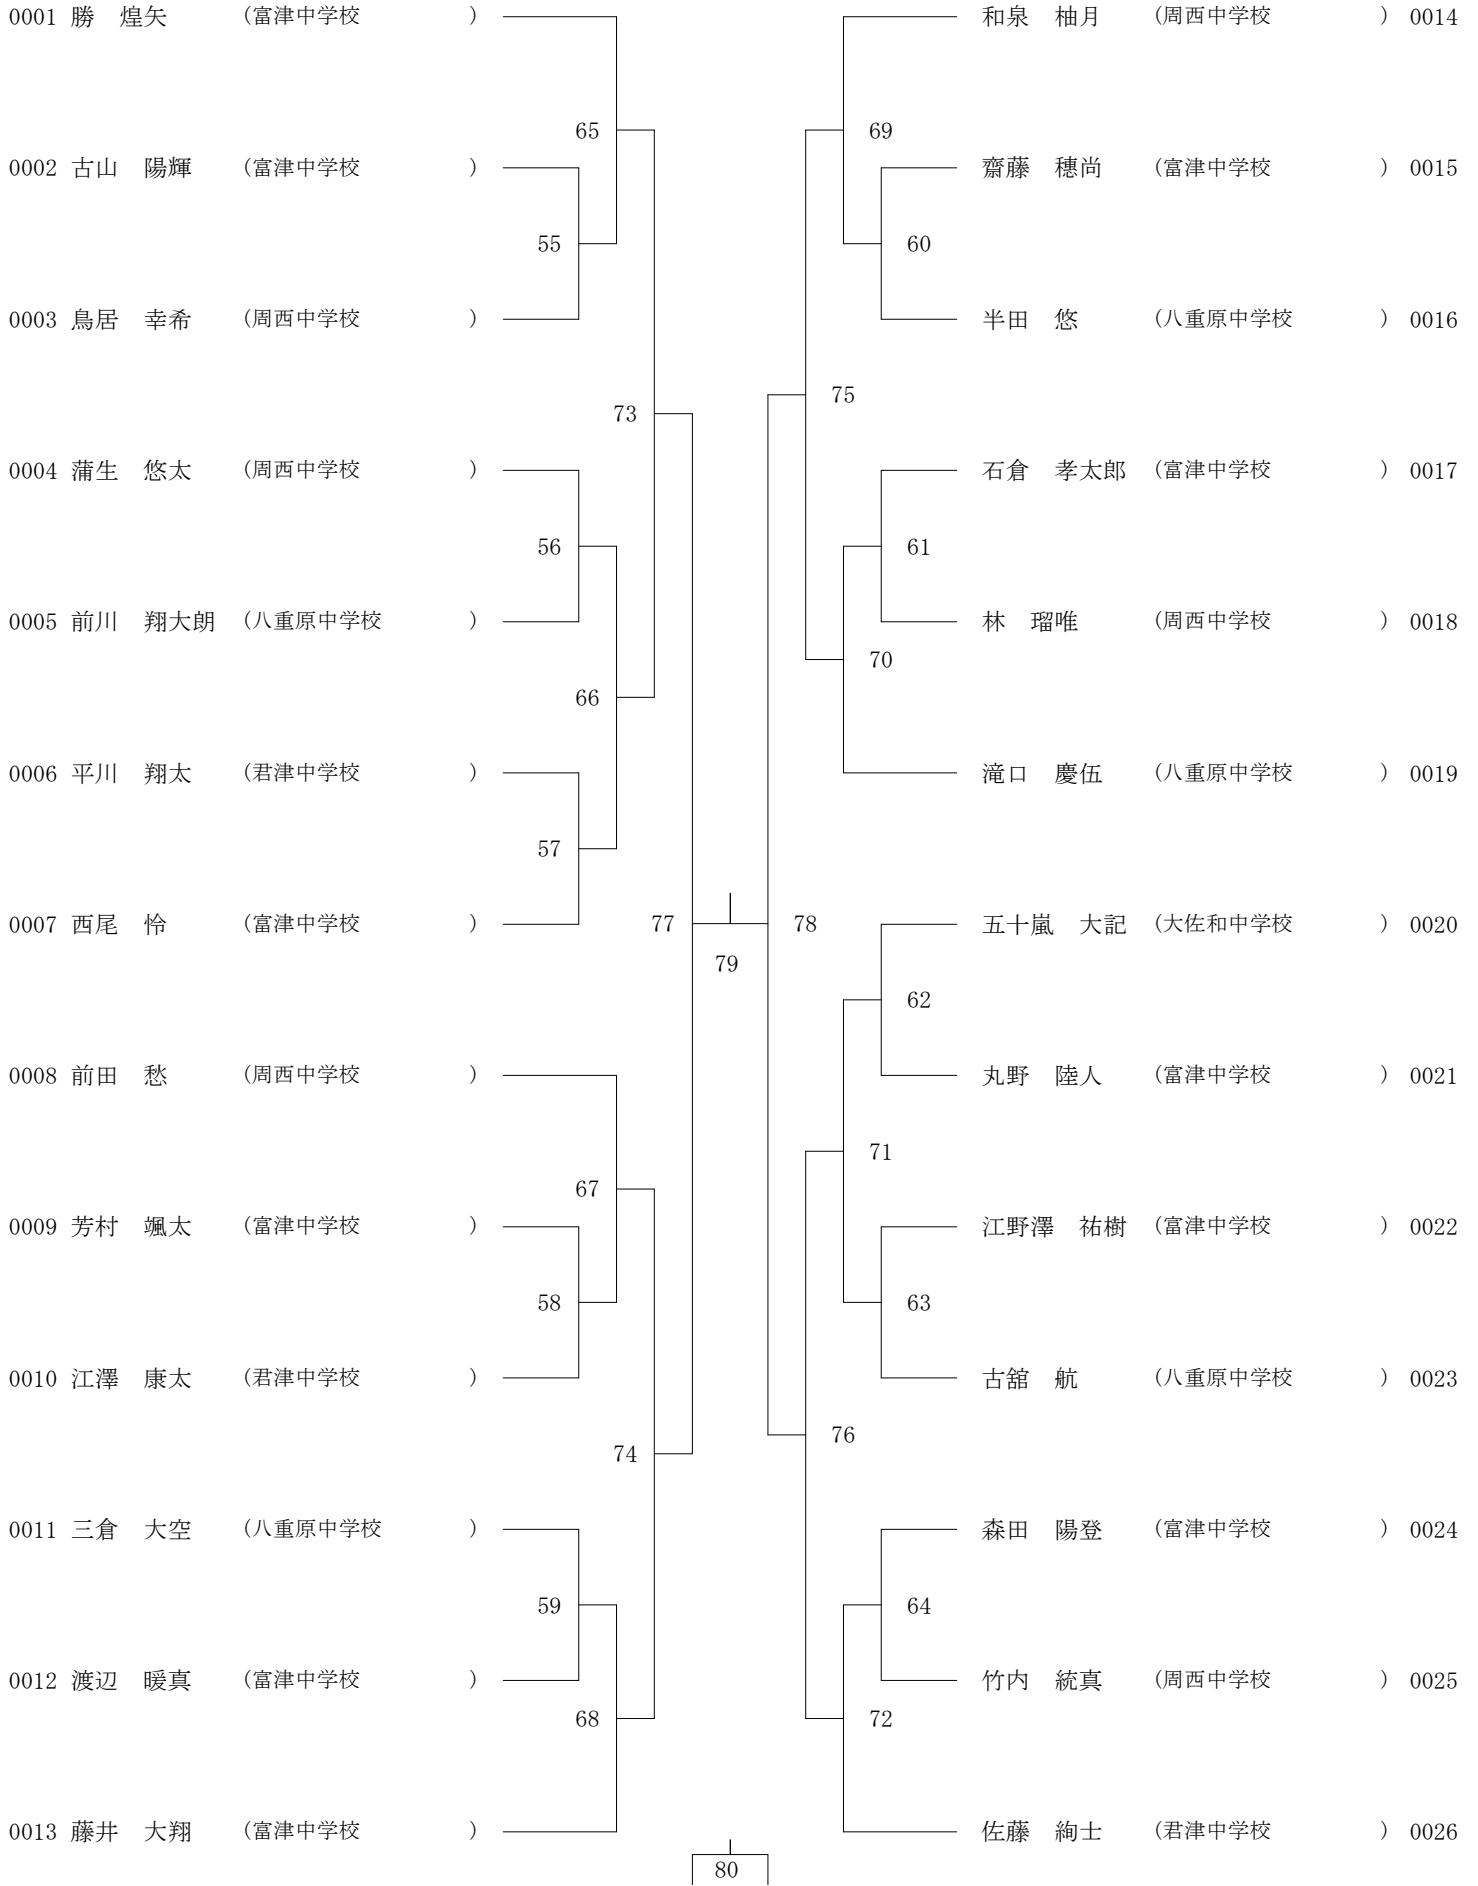 0001 勝　煌矢 (富津中学校 )
65
0002 古山　陽輝 (富津中学校 )
55
0003 鳥居　幸希 (周西中学校 )
73
0004 蒲生　悠太 (周西中学校 )
56
0005 前川　翔大朗 (八重原中学校 )
66
0006 平川　翔太 (君津中学校 )
57
0007 西尾　怜 (富津中学校 )
77
0008 前田　愁 (周西中学校 )
67
0009 芳村　颯太 (富津中学校 )
58
0010 江澤　康太 (君津中学校 )
74
0011 三倉　大空 (八重原中学校 )
59
0012 渡辺　暖真 (富津中学校 )
68
0013 藤井　大翔 (富津中学校 )
79
80
和泉　柚月 (周西中学校 ) 0014
69
齋藤　穂尚 (富津中学校 ) 0015
60
半田　悠 (八重原中学校 ) 0016
75
石倉　孝太郎 (富津中学校 ) 0017
61
林　瑠唯 (周西中学校 ) 0018
70
滝口　慶伍 (八重原中学校 ) 0019
78
五十嵐　大記 (大佐和中学校 ) 0020
62
丸野　陸人 (富津中学校 ) 0021
71
江野澤　祐樹 (富津中学校 ) 0022
63
古舘　航 (八重原中学校 ) 0023
76
森田　陽登 (富津中学校 ) 0024
64
竹内　統真 (周西中学校 ) 0025
72
佐藤　絢士 (君津中学校 ) 0026